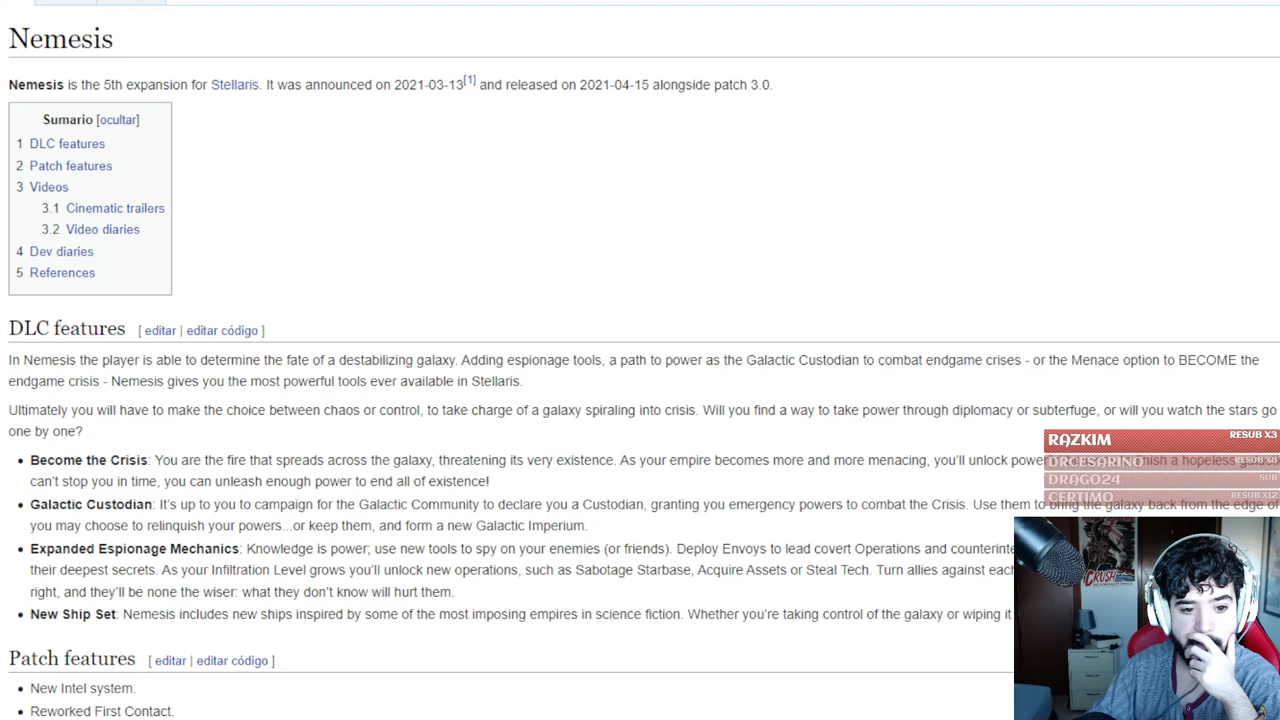 Nemesis
Nemesis is the 5th expansion for Stellaris. It was announced on 2021-03-13[1] and released on 2021-04-15 alongside patch 3.0.
Sumario [ocultar]
1 DLC features
2 Patch features
3 Videos
3.1 Cinematic trailers
3.2 Video diaries
4 Dev diaries
5 References
DLC features [ editar | editar código ]
In Nemesis the player is able to determine the fate of a destabilizing galaxy. Adding espionage tools, a path to power as the Galactic Custodian to combat endgame crises - or the Menace option to BECOME the
endgame crisis - Nemesis gives you the most powerful tools ever available in Stellaris.
Ultimately you will have to make the choice between chaos or control, to take charge of a galaxy spiraling into crisis. Will you find a way to take power through diplomacy or subterfuge, or will you watch the stars go
one by one?
• Become the Crisis: You are the fire that spreads across the galaxy, threatening its very existence. As your empire becomes more and more menacing, you'll unlock power a hopeless
can't stop you in time, you can unleash enough power to end all of existence!
• Galactic Custodian: It's up to you to campaign for the Galactic Community to declare you a Custodian, granting you emergency powers to combat the Crisis. Use them to bring the galaxy back from the edge of
you may choose to relinquish your powers...or keep them, and form a new Galactic Imperium.
• Expanded Espionage Mechanics: Knowledge is power; use new tools to spy on your enemies (or friends). Deploy Envoys to lead covert Operations and counterinte
their deepest secrets. As your Infiltration Level grows you'll unlock new operations, such as Sabotage Starbase, Acquire Assets or Steal Tech. Turn allies against eac
right, and they'll be none the wiser: what they don't know will hurt them.
• New Ship Set: Nemesis includes new ships inspired by some of the most imposing empires in science fiction. Whether you're taking control of the galaxy or wiping it
Patch features [ editar | editar código ]
• New Intel system.
• Reworked First Contact.
RAZKIM RESUB X3
DRCESARINO
DRAGO24 SUB
CERTIMO RESUB X12
CRUSH